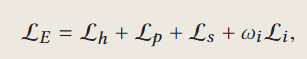 ℒ_E = ℒ_h + ℒ_p + ℒ_s + ω_i ℒ_i,